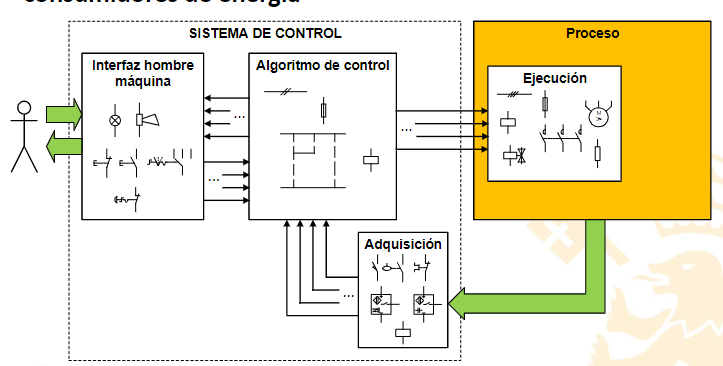 consumidores de energía
SISTEMA DE CONTROL
Proceso
Interfaz hombre
máquina
Algoritmo de control
Ejecución
M
...
...
...
Adquisición
...